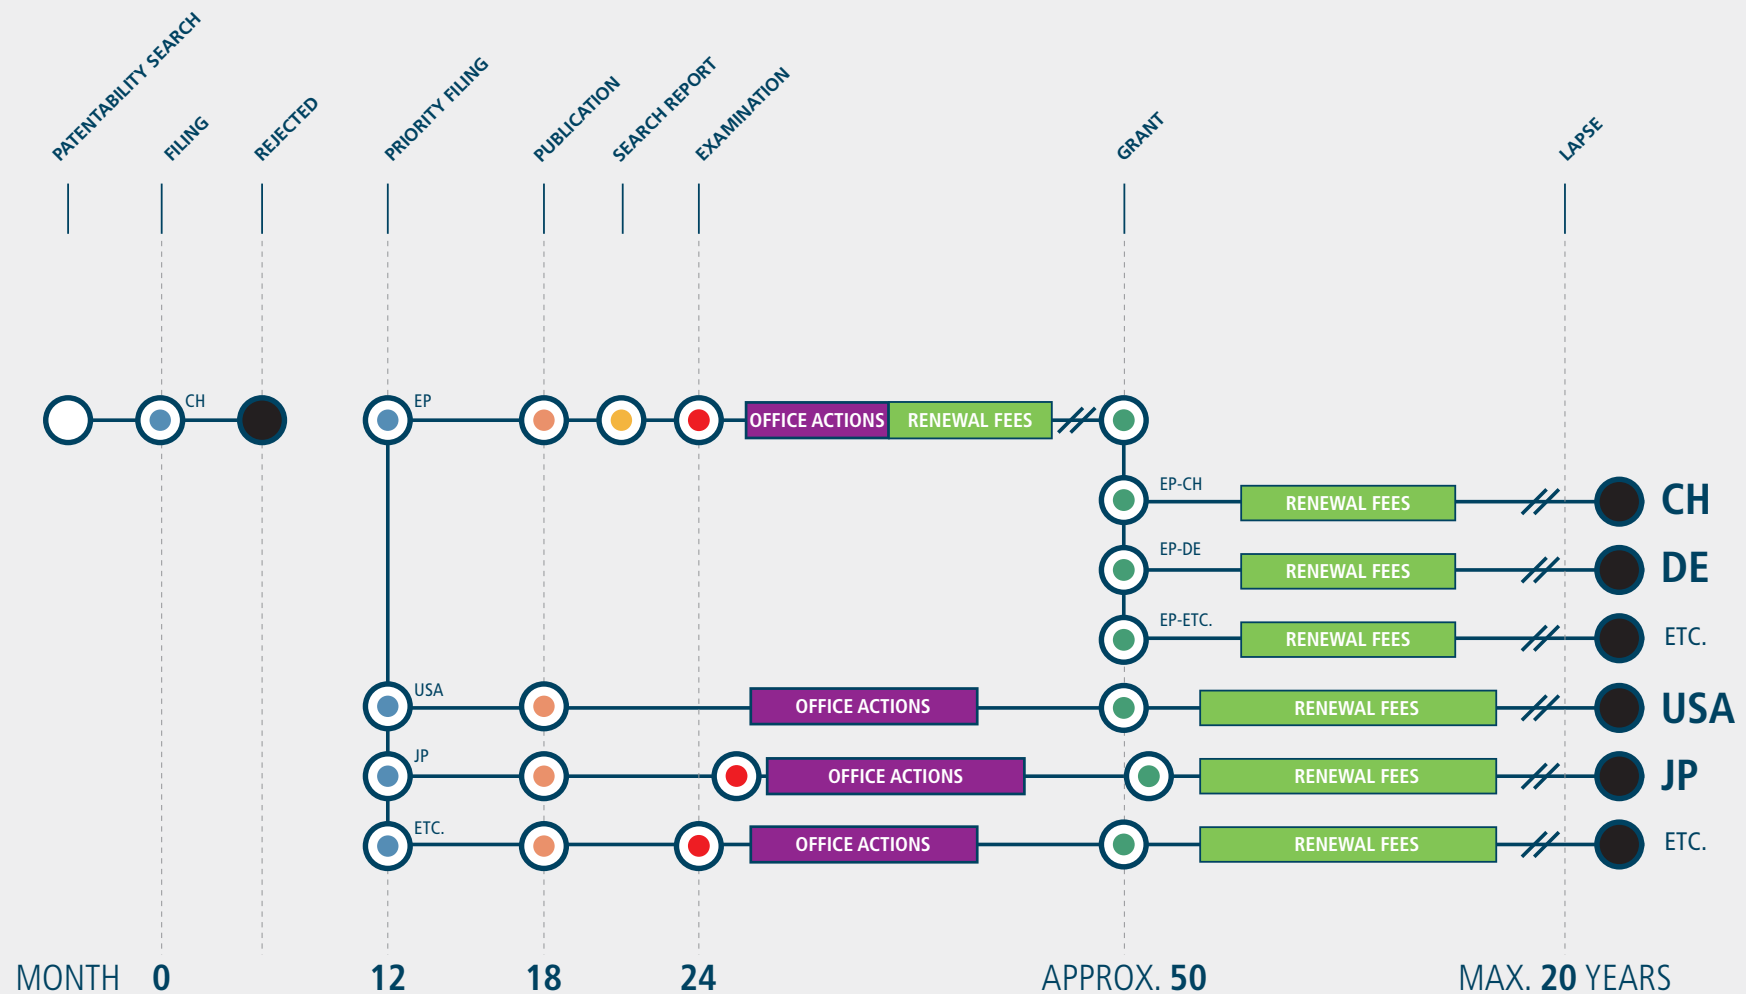 PATENTABILITY SEARCH
FILING
REJECTED
PRIORITY FILING
PUBLICATION
SEARCH REPORT
EXAMINATION
GRANT
LAPSE
CH
EP
OFFICE ACTIONS
RENEWAL FEES
EP-CH
RENEWAL FEES
CH
EP-DE
RENEWAL FEES
DE
EP-ETC.
RENEWAL FEES
ETC.
USA
OFFICE ACTIONS
RENEWAL FEES
USA
JP
OFFICE ACTIONS
RENEWAL FEES
JP
ETC.
OFFICE ACTIONS
RENEWAL FEES
ETC.
MONTH 0 12 18 24 APPROX. 50 MAX. 20 YEARS